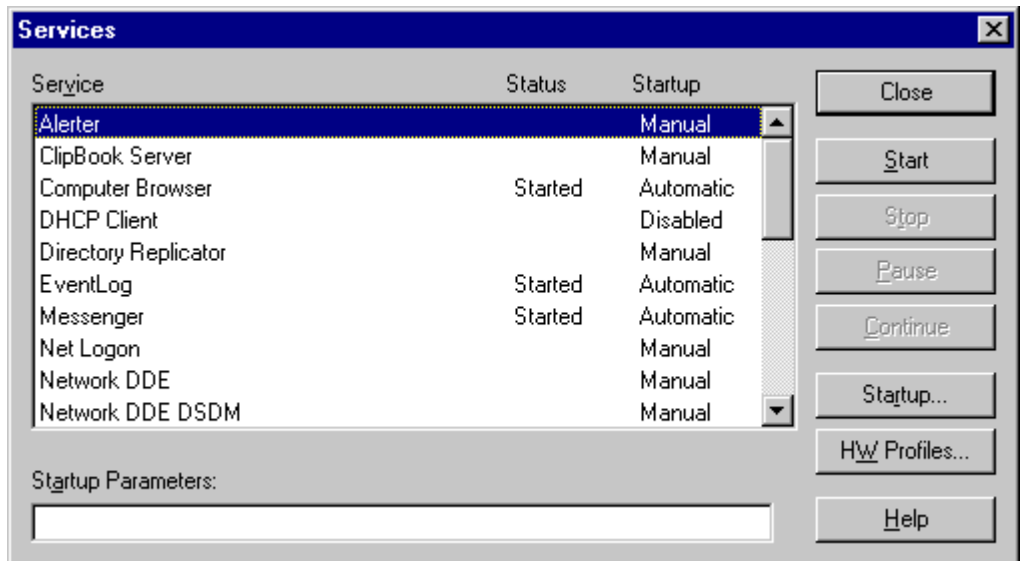 Services
Service Status Startup
Alerter Manual
ClipBook Server Manual
Computer Browser Started Automatic
DHCP Client Disabled
Directory Replicator Manual
EventLog Started Automatic
Messenger Started Automatic
Net Logon Manual
Network DDE Manual
Network DDE DSDM Manual
Startup Parameters:
Close
Start
Stop
Pause
Continue
Startup...
HW Profiles...
Help